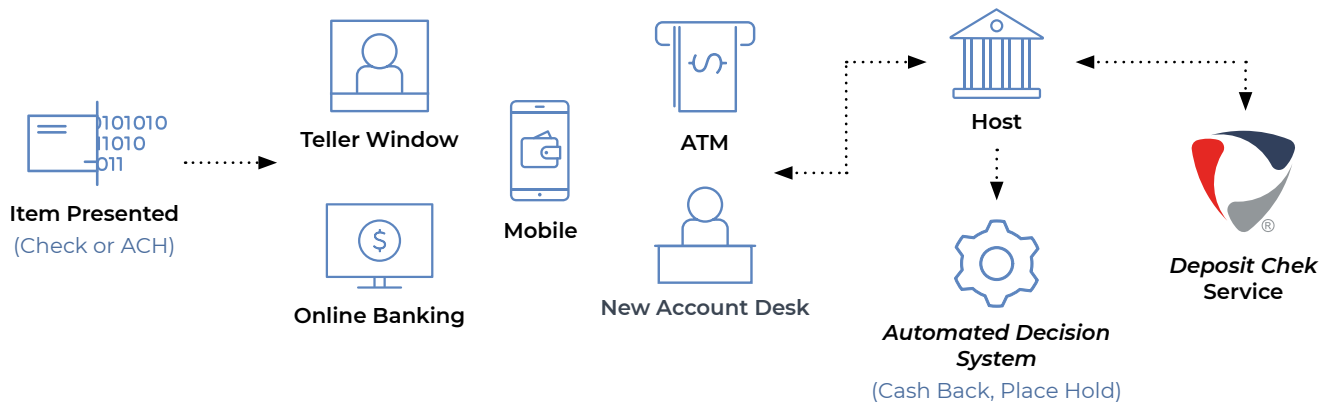 0101010
11010
011
Item Presented
(Check or ACH)
Teller Window
$
Online Banking
Mobile
$
ATM
New Account Desk
Host
Automated Decision
System
(Cash Back, Place Hold)
®
Deposit Chek
Service